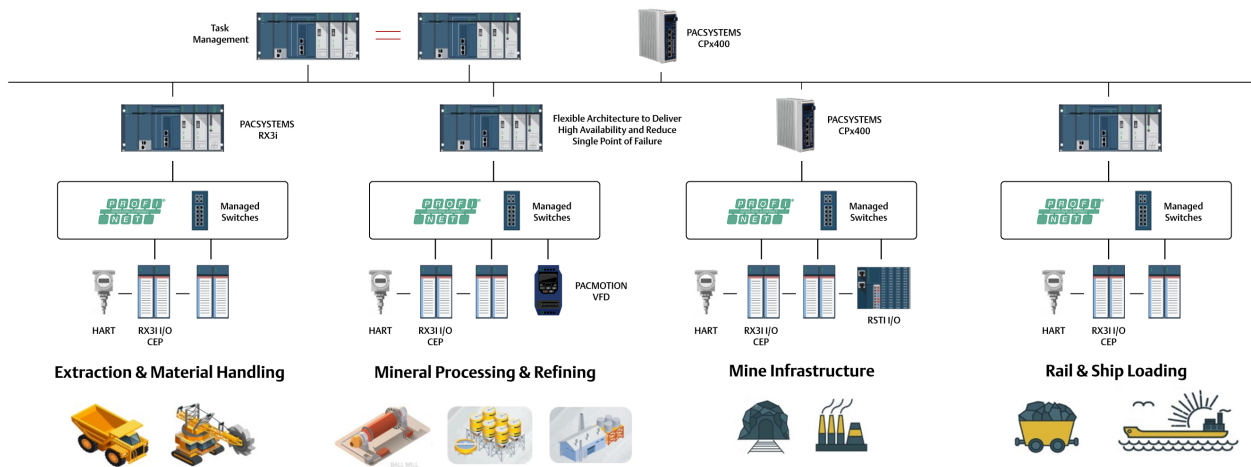 Task
Management
PACSYSTEMS
CPx400
PACSYSTEMS
RX3i
Flexible Architecture to Deliver
High Availability and Reduce
Single Point of Failure
PACSYSTEMS
CPx400
PROFI®
NET
Managed
Switches
PROFI®
NET
Managed
Switches
PROFI®
NET
Managed
Switches
PROFI®
NET
Managed
Switches
HART
RX3I I/O
CEP
HART
RX3I I/O
CEP
PACMOTION
VFD
HART
RX3I I/O
CEP
RSTI I/O
HART
RX3I I/O
CEP
Extraction & Material Handling
Mineral Processing & Refining
Mine Infrastructure
Rail & Ship Loading
BALL MILL